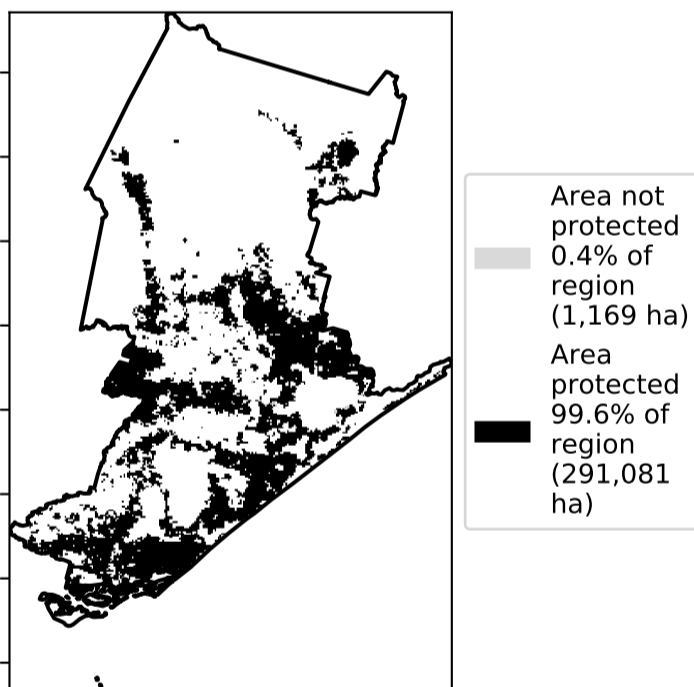 Area not
protected
0.4% of
region
(1,169 ha)
Area
protected
99.6% of
region
(291,081
ha)